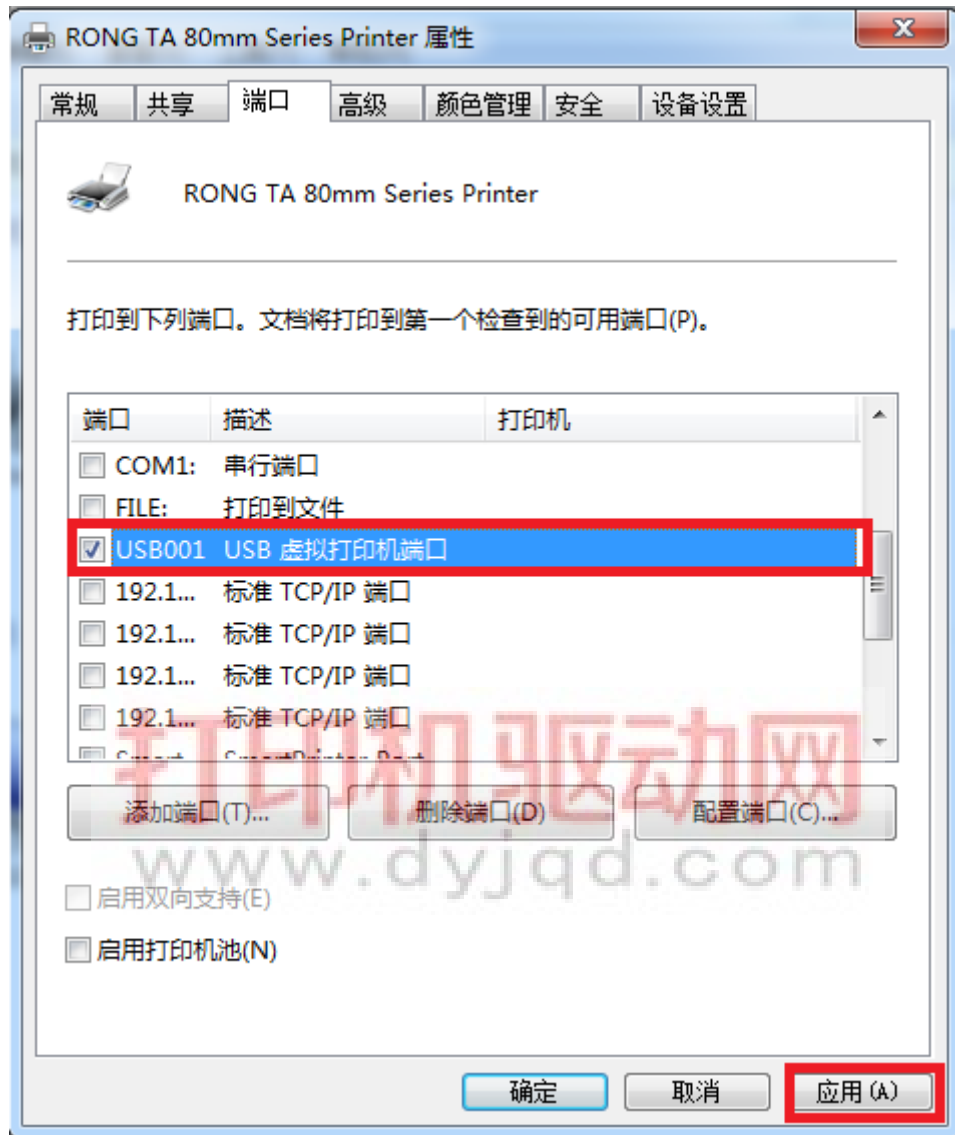 RONG TA 80mm Series Printer 属性
常规 共享 端口 高级 颜色管理 安全 设备设置
RONG TA 80mm Series Printer
打印到下列端口。文档将打印到第一个检查到的可用端口(P)。
端口 描述 打印机
COM1: 串行端口
FILE: 打印到文件
USB001 USB 虚拟打印机端口
192.1... 标准 TCP/IP 端口
192.1... 标准 TCP/IP 端口
192.1... 标准 TCP/IP 端口
192.1... 标准 TCP/IP 端口
Smart SmartPrinter Port
打印机驱动网
添加端口(T)... 删除端口(D) 配置端口(C)...
www.dyjqd.com
启用双向支持(E)
启用打印机池(N)
确定 取消 应用(A)